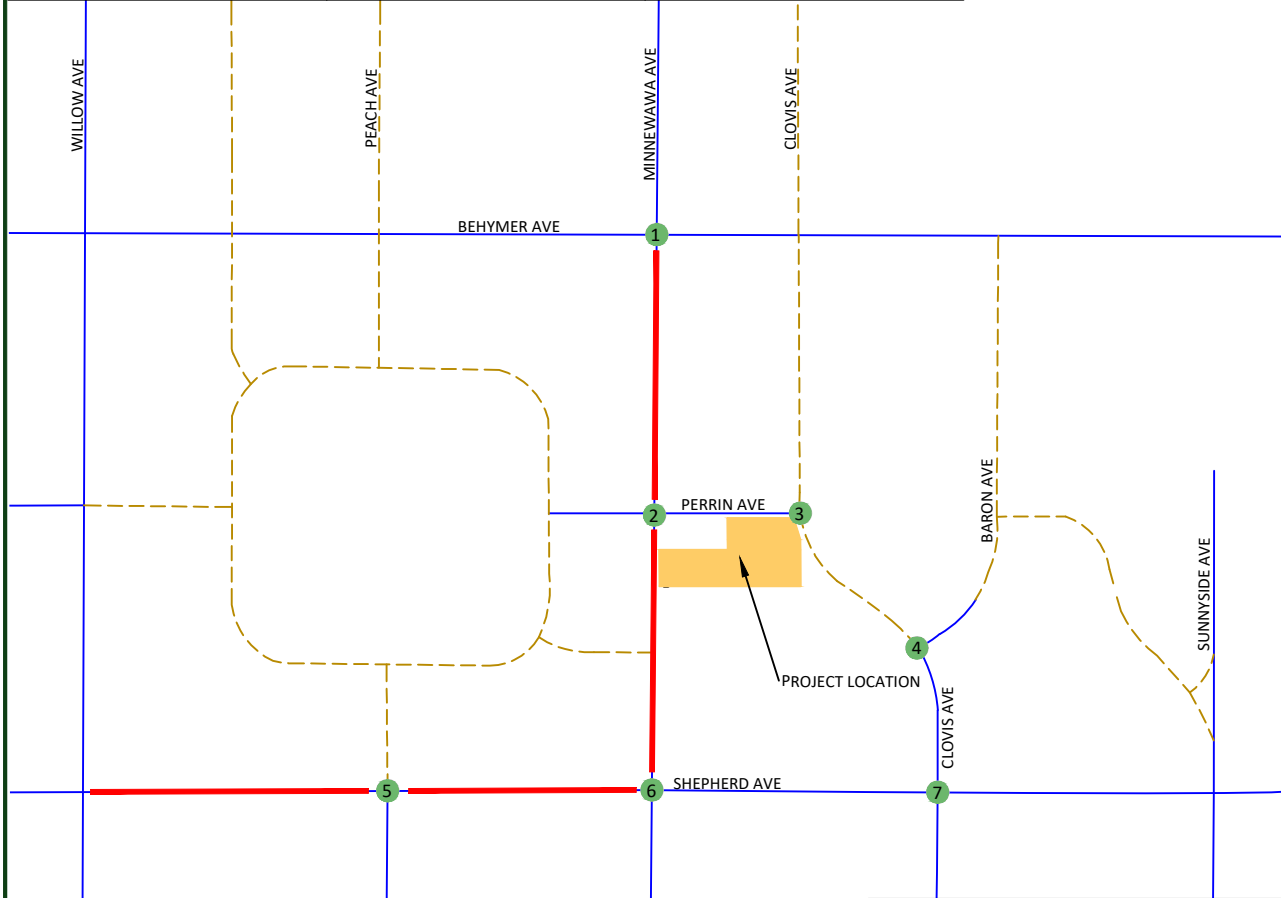 WILLOW AVE
PEACH AVE
MINNEWAWA AVE
CLOVIS AVE
BEHYMER AVE
1
PERRIN AVE
2
3
BARON AVE
SUNNYSIDE AVE
4
PROJECT LOCATION
CLOVIS AVE
SHEPHERD AVE
5
6
7